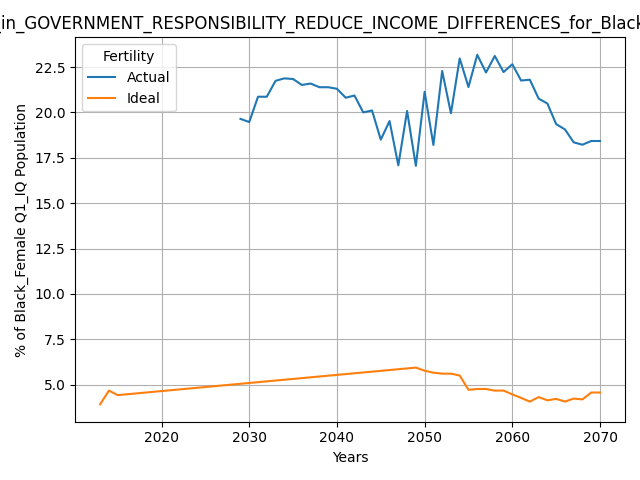 _in_GOVERNMENT_RESPONSIBILITY_REDUCE_INCOME_DIFFERENCES_for_Black
Fertility
Actual
Ideal
% of Black_Female Q1_IQ Population
22.5
20.0
17.5
15.0
12.5
10.0
7.5
5.0
2020 2030 2040 2050 2060 2070
Years